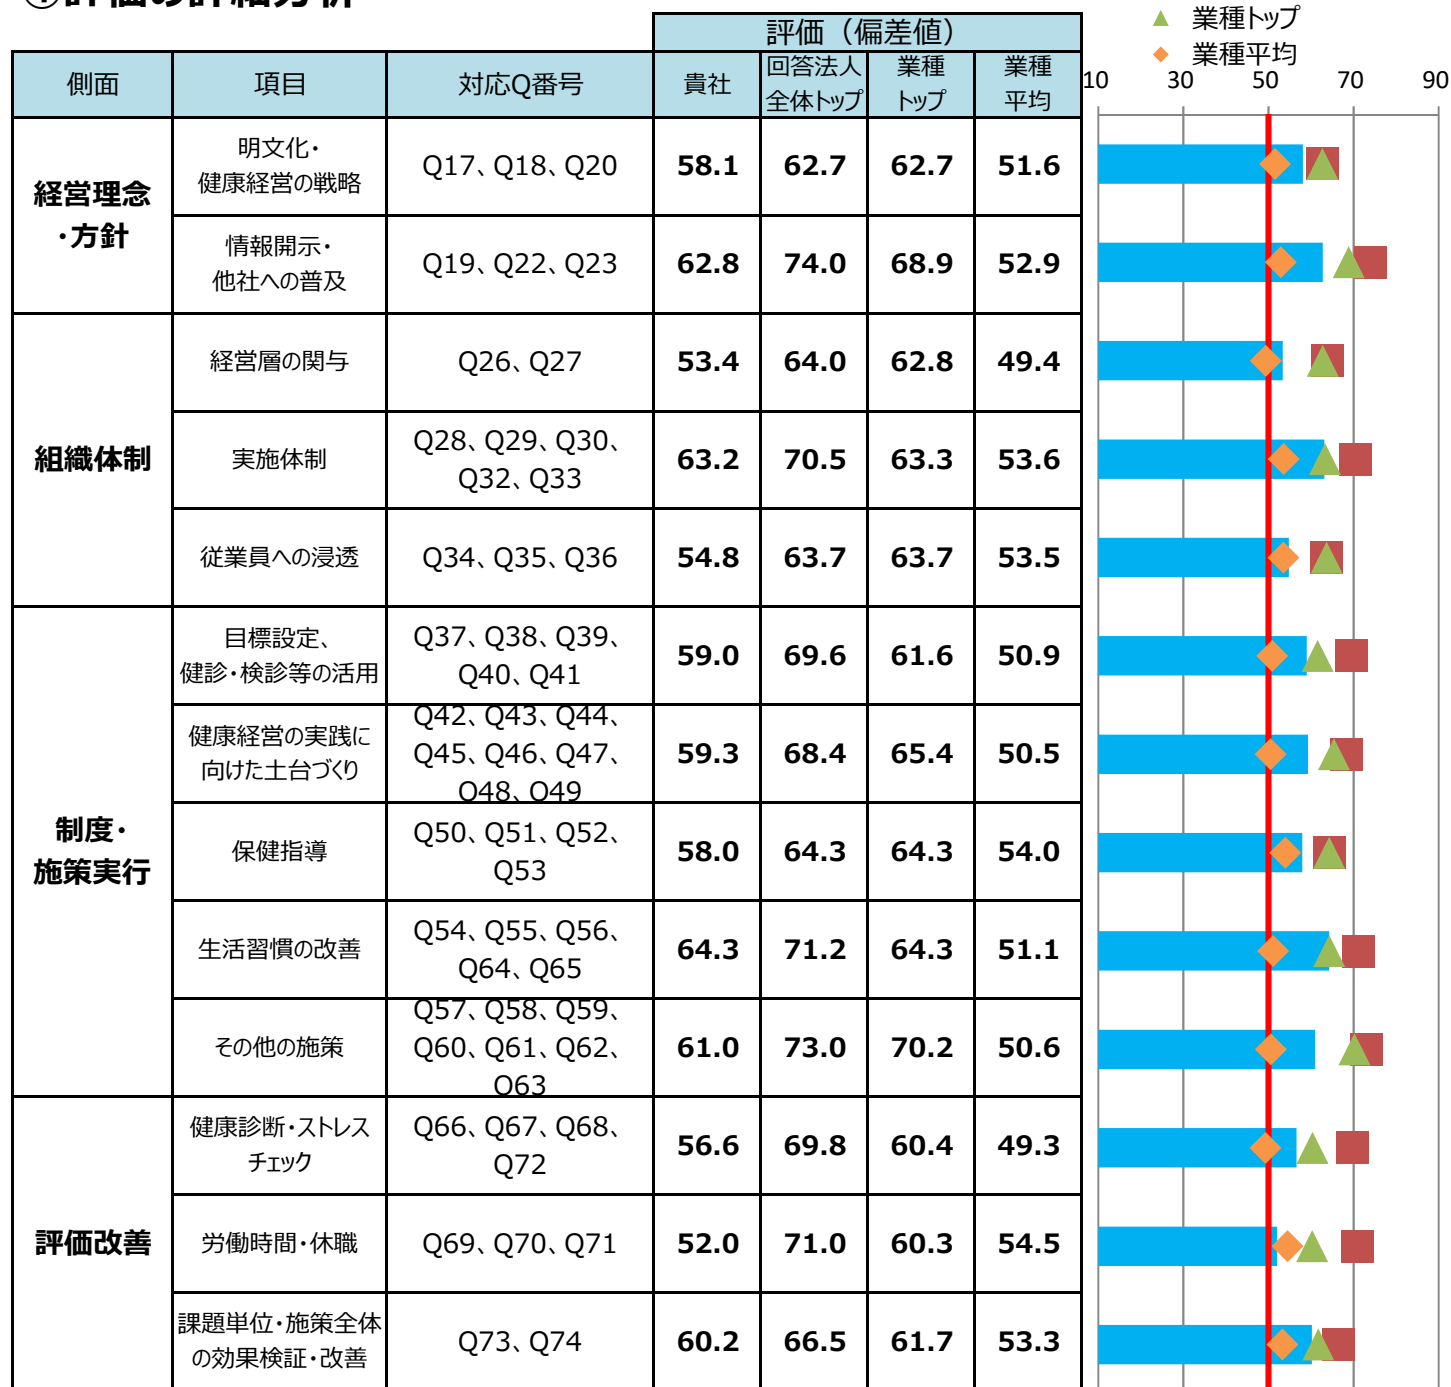 ①評価の詳細分析
▲ 業種トップ
◆ 業種平均
評価（偏差値）
側面 項目 対応Q番号 貴社 回答法人 業種 業種
全体トップ トップ 平均
10 30 50 70 90
経営理念
・方針
明文化・
健康経営の戦略
Q17、Q18、Q20 58.1 62.7 62.7 51.6
情報開示・
他社への普及
Q19、Q22、Q23 62.8 74.0 68.9 52.9
組織体制
経営層の関与 Q26、Q27 53.4 64.0 62.8 49.4
実施体制
Q28、Q29、Q30、
Q32、Q33
63.2 70.5 63.3 53.6
従業員への浸透 Q34、Q35、Q36 54.8 63.7 63.7 53.5
制度・
施策実行
目標設定、
健診・検診等の活用
Q37、Q38、Q39、
Q40、Q41
59.0 69.6 61.6 50.9
健康経営の実践に
向けた土台づくり
Q42、Q43、Q44、
Q45、Q46、Q47、
Q48、Q49
59.3 68.4 65.4 50.5
保健指導
Q50、Q51、Q52、
Q53
58.0 64.3 64.3 54.0
生活習慣の改善
Q54、Q55、Q56、
Q64、Q65
64.3 71.2 64.3 51.1
その他の施策
Q57、Q58、Q59、
Q60、Q61、Q62、
Q63
61.0 73.0 70.2 50.6
評価改善
健康診断・ストレス
チェック
Q66、Q67、Q68、
Q72
56.6 69.8 60.4 49.3
労働時間・休職 Q69、Q70、Q71 52.0 71.0 60.3 54.5
課題単位・施策全体
の効果検証・改善
Q73、Q74 60.2 66.5 61.7 53.3